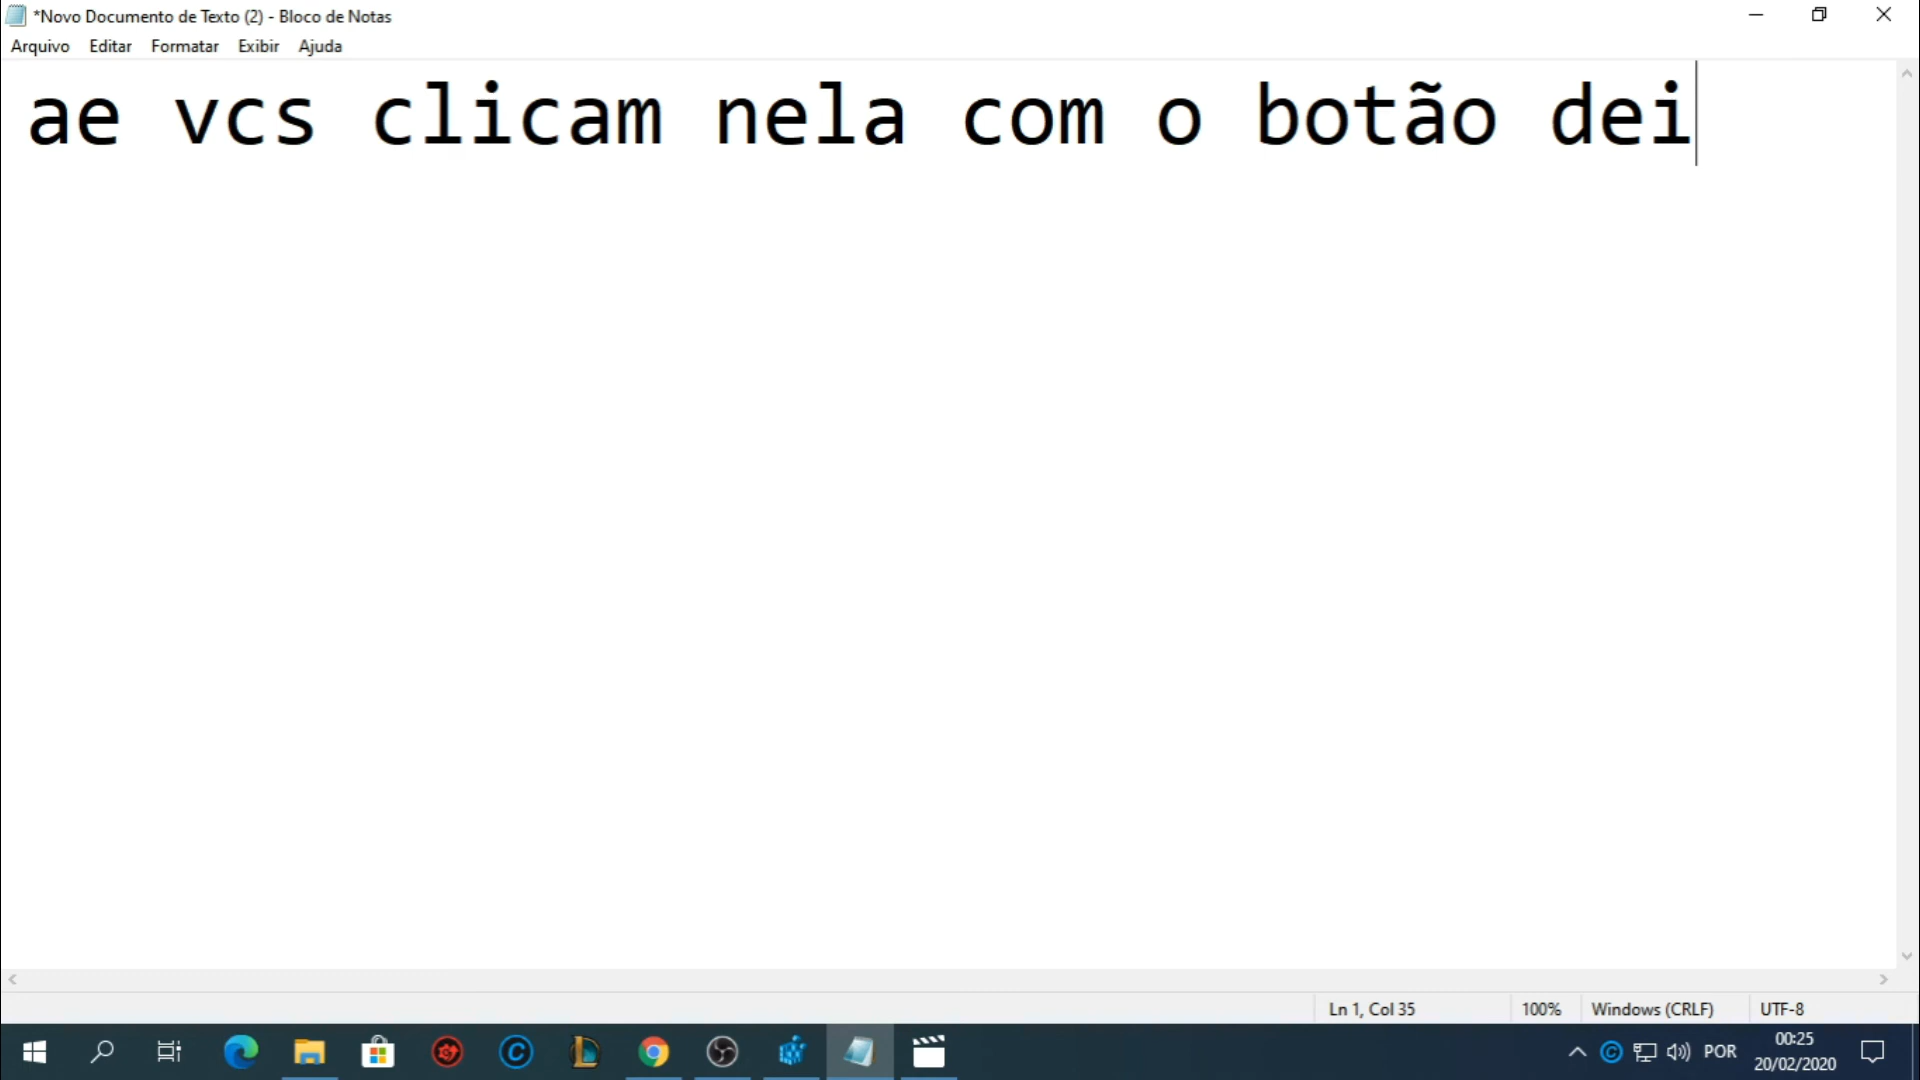 *Novo Documento de Texto (2) - Bloco de Notas
Arquivo Editar Formatar Exibir Ajuda
ae vcs clicam nela com o botão dei
Ln 1, Col 35 100% Windows (CRLF) UTF-8
POR 00:25
20/02/2020